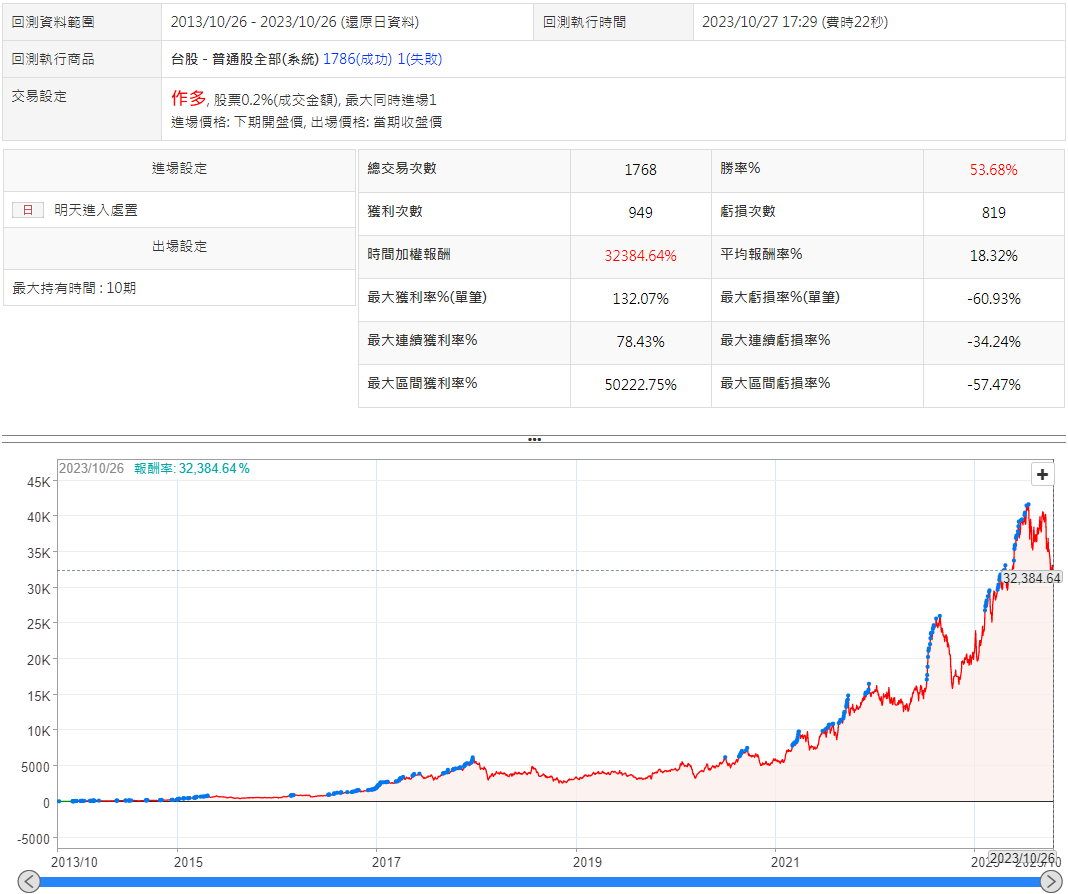 回測資料範圍 2013/10/26 - 2023/10/26 (還原日資料) 回測執行時間 2023/10/27 17:29 (費時22秒)
回測執行商品 台股 - 普通股全部(系統) 1786(成功) 1(失敗)
交易設定 作多, 股票0.2%(成交金額), 最大同時進場1
進場價格: 下期開盤價, 出場價格: 當期收盤價
進場設定
日 明天進入處置
出場設定
最大持有時間 : 10期
總交易次數 1768 勝率% 53.68%
獲利次數 949 虧損次數 819
時間加權報酬 32384.64% 平均報酬率% 18.32%
最大獲利率%(單筆) 132.07% 最大虧損率%(單筆) -60.93%
最大連續獲利率% 78.43% 最大連續虧損率% -34.24%
最大區間獲利率% 50222.75% 最大區間虧損率% -57.47%
2023/10/26 報酬率: 32,384.64%
45K
40K
35K
30K
25K
20K
15K
10K
5000
0
-5000
32,384.64
2013/10 2015 2017 2019 2021
2023/10/26